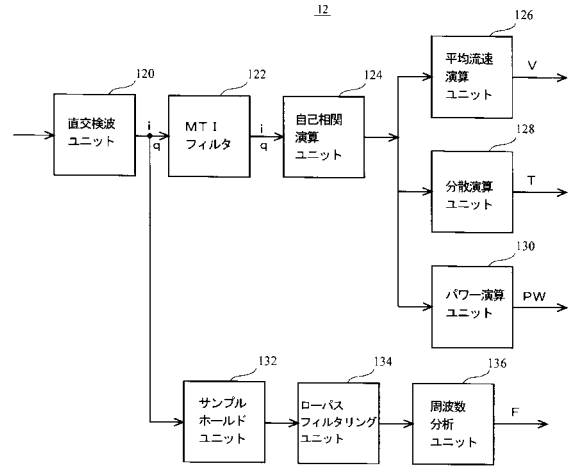 12
120
直交検波
ユニット
i
q
122
ＭＴＩ
フィルタ
i
q
124
自己相関
演算
ユニット
126
平均流速
演算
ユニット
V
128
分散演算
ユニット
T
130
パワー演算
ユニット
PW
132
サンプル
ホールド
ユニット
134
ローパス
フィルタリング
ユニット
136
周波数
分析
ユニット
F